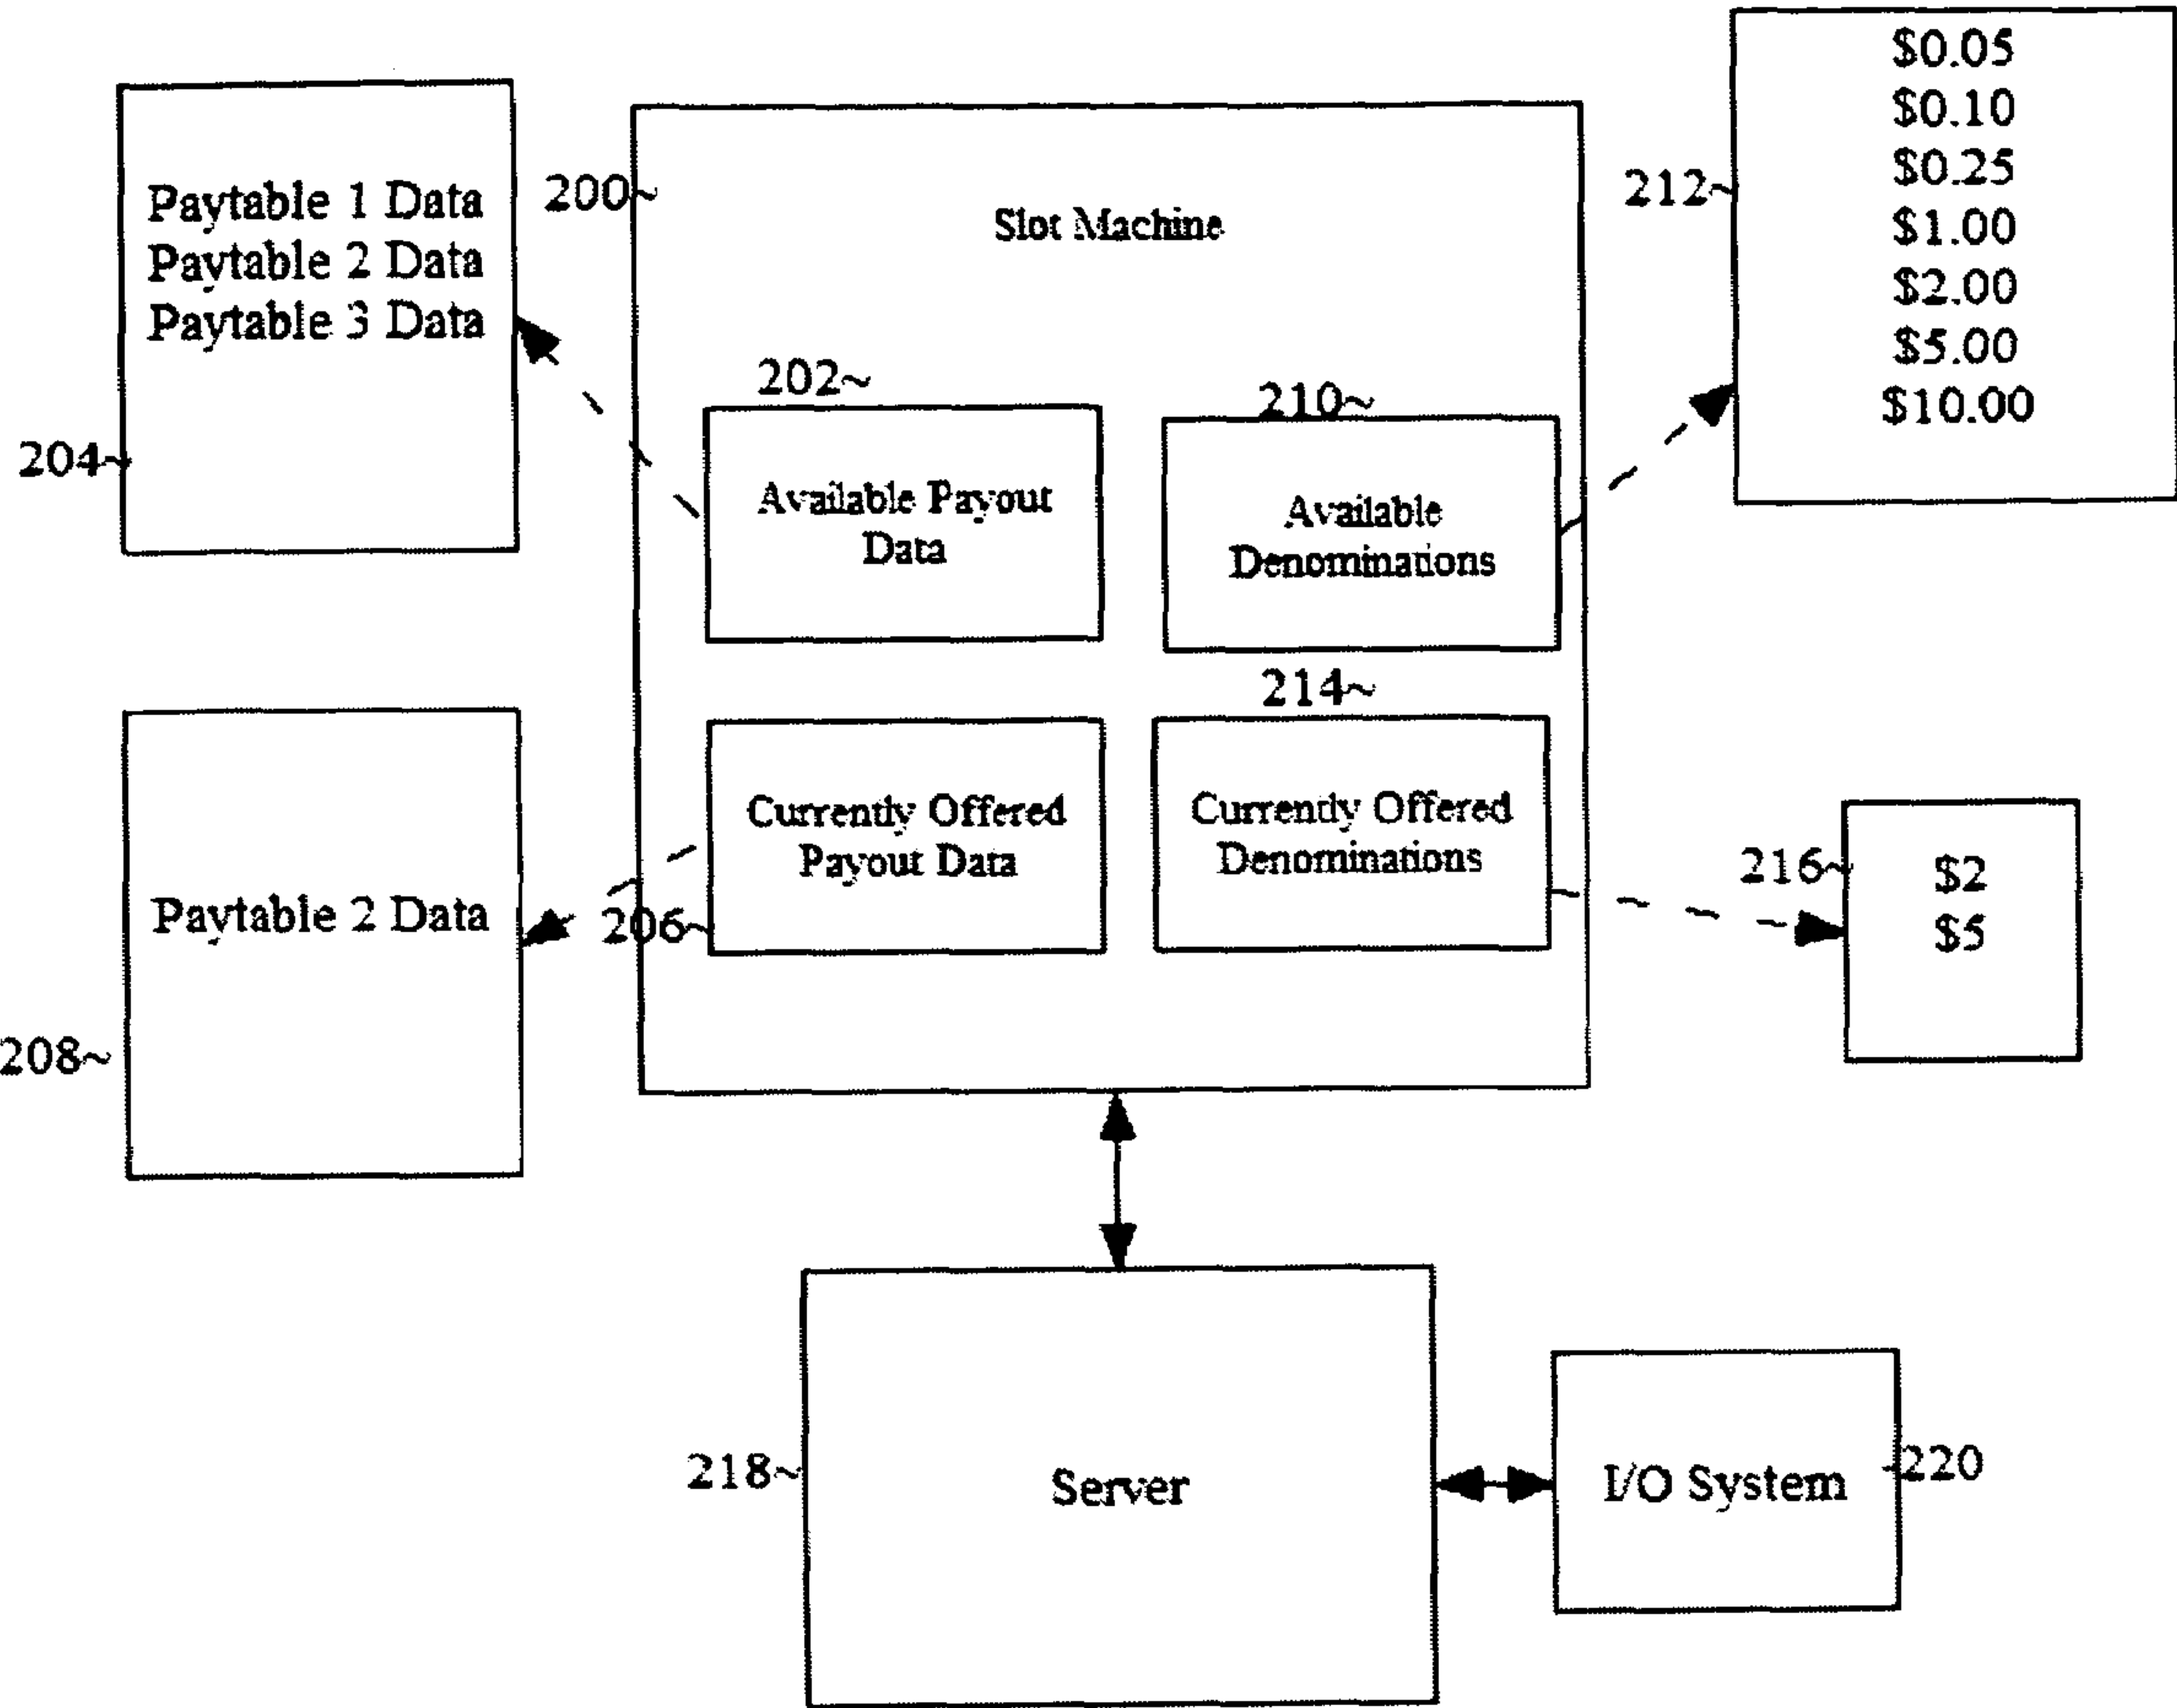 Paytable 1 Data
Paytable 2 Data
Paytable 3 Data
204~
200~
Slot Machine
212~
$0.05
$0.10
$0.25
$1.00
$2.00
$5.00
$10.00
202~
Available Payout
Data
210~
Available
Denominations
Currently Offered
Payout Data
206~
214~
Currently Offered
Denominations
Paytable 2 Data
208~
216~
$2
$5
218~
Server
I/O System
220